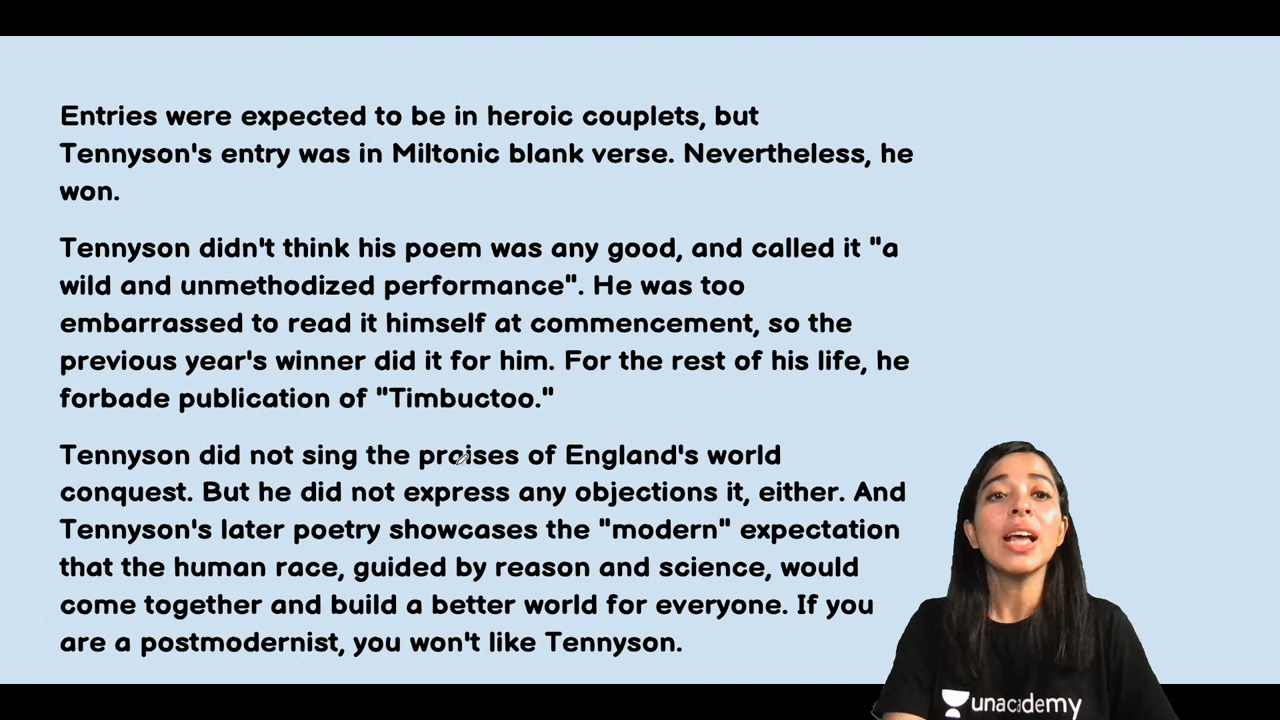 Entries were expected to be in heroic couplets, but
Tennyson's entry was in Miltonic blank verse. Nevertheless, he
won.
Tennyson didn't think his poem was any good, and called it "a
wild and unmethodized performance". He was too
embarrassed to read it himself at commencement, so the
previous year's winner did it for him. For the rest of his life, he
forbade publication of "Timbuctoo."
Tennyson did not sing the praises of England's world
conquest. But he did not express any objections it, either. And
Tennyson's later poetry showcases the "modern" expectation
that the human race, guided by reason and science, would
come together and build a better world for everyone. If you
are a postmodernist, you won't like Tennyson.
unacademy